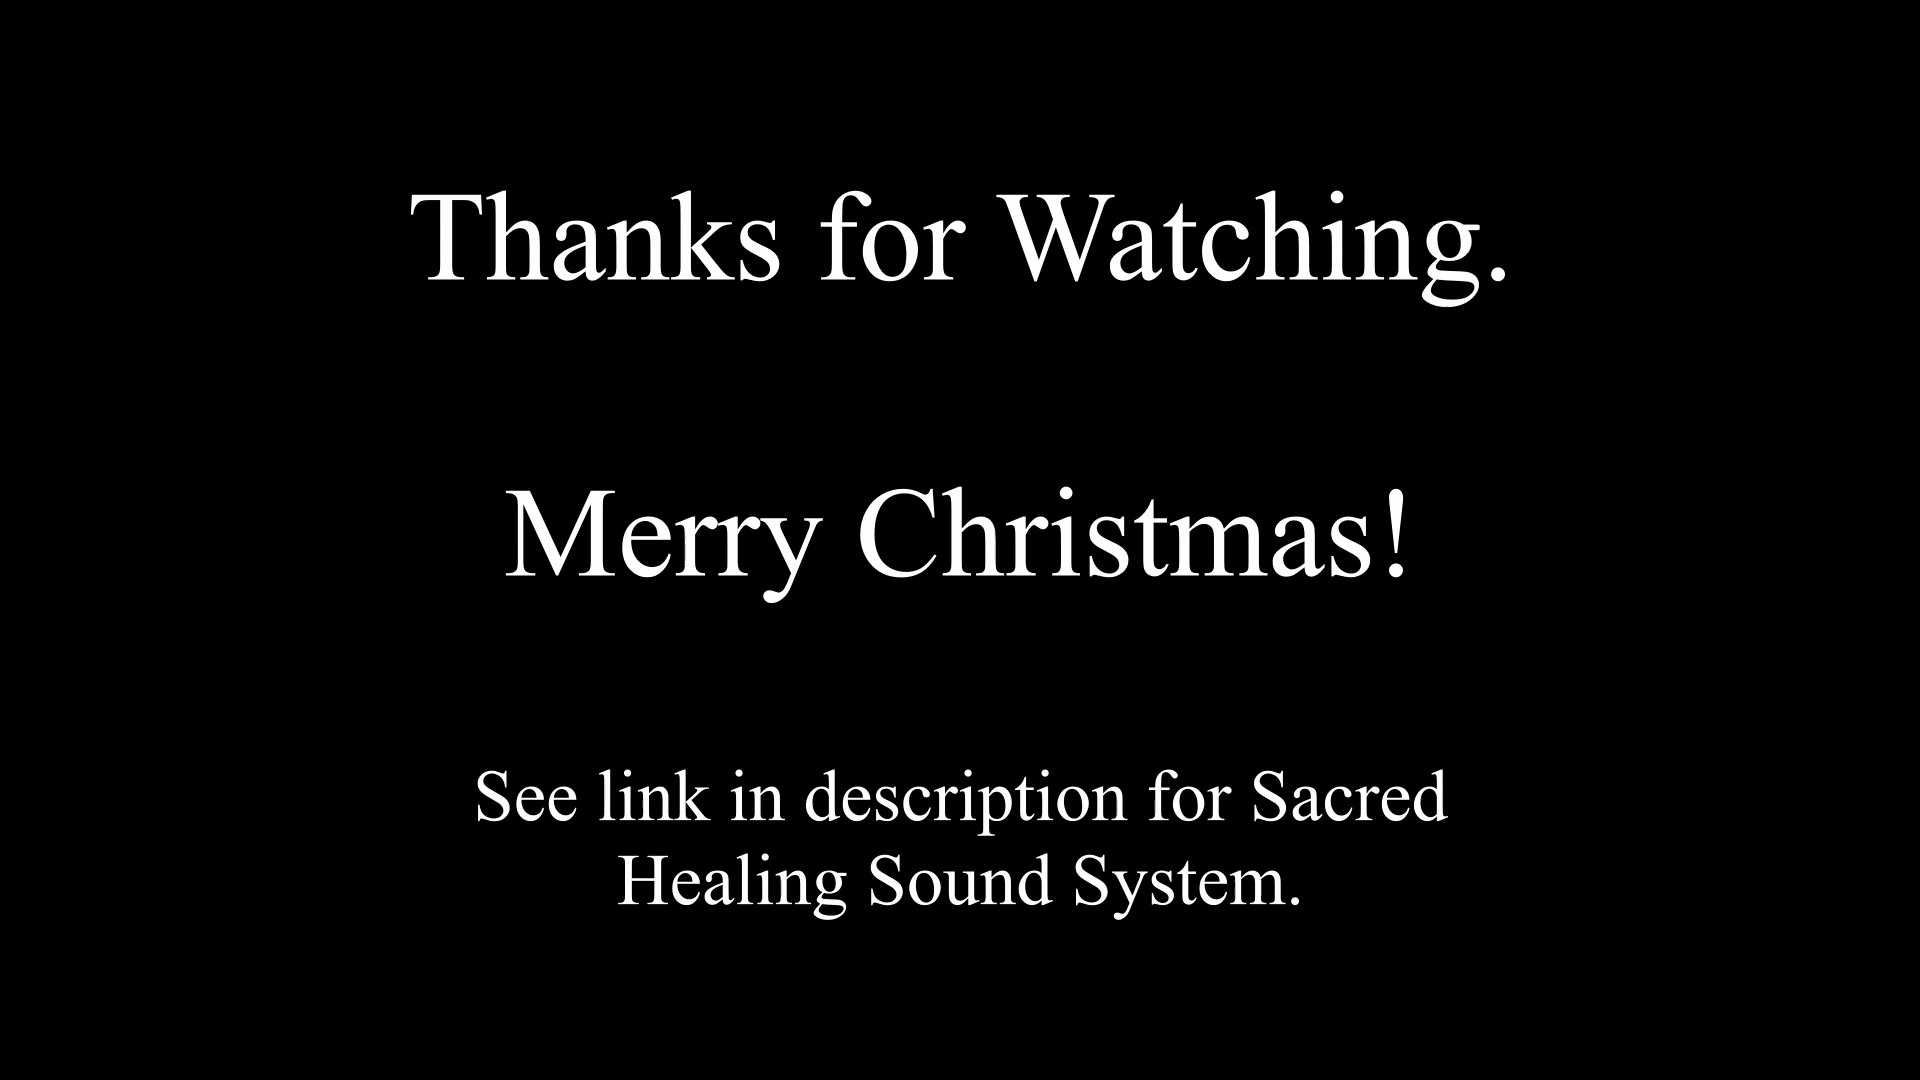 Thanks for Watching.
Merry Christmas!
See link in description for Sacred
Healing Sound System.